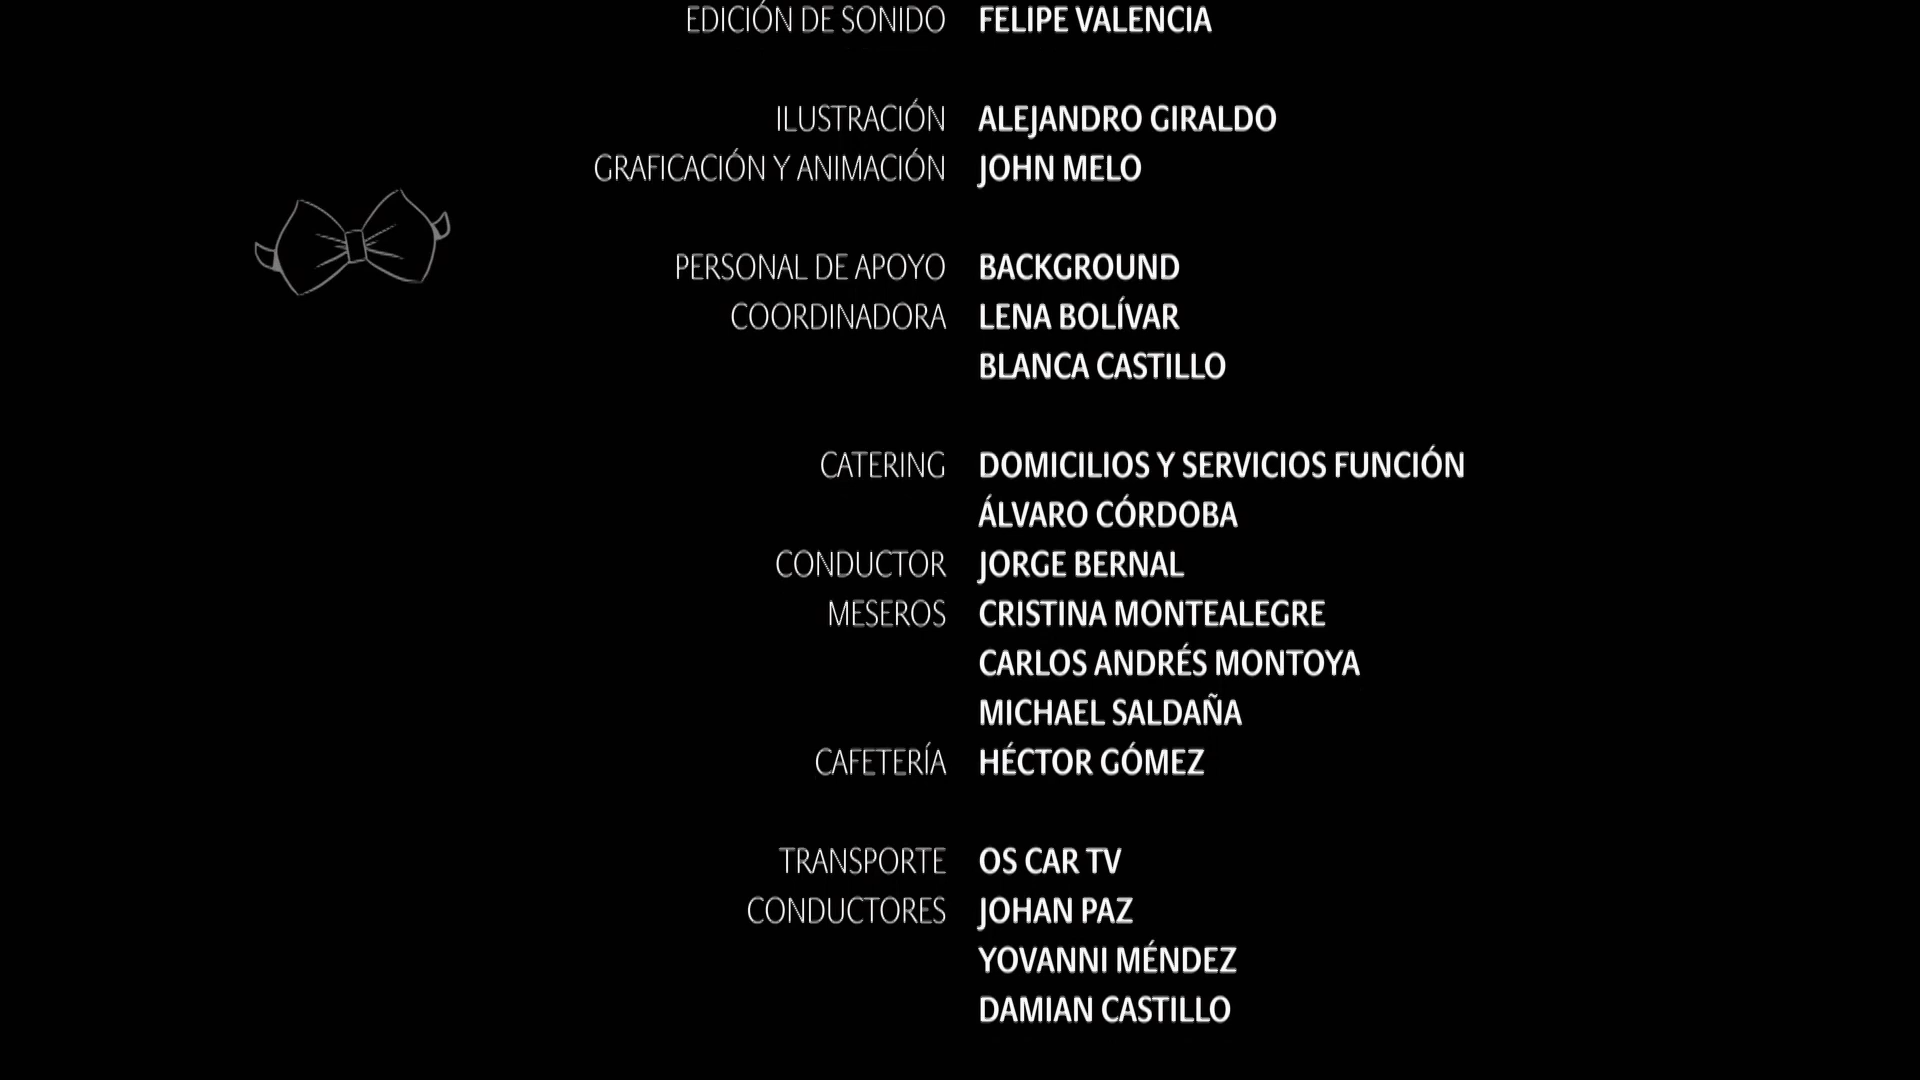 EDICIÓN DE SONIDO FELIPE VALENCIA
ILUSTRACIÓN ALEJANDRO GIRALDO
GRAFICACIÓN Y ANIMACIÓN JOHN MELO
PERSONAL DE APOYO BACKGROUND
COORDINADORA LENA BOLÍVAR
BLANCA CASTILLO
CATERING DOMICILIOS Y SERVICIOS FUNCIÓN
ÁLVARO CÓRDOBA
CONDUCTOR JORGE BERNAL
MESEROS CRISTINA MONTEALEGRE
CARLOS ANDRÉS MONTOYA
MICHAEL SALDAÑA
CAFETERÍA HÉCTOR GÓMEZ
TRANSPORTE OS CAR TV
CONDUCTORES JOHAN PAZ
YOVANNI MÉNDEZ
DAMIAN CASTILLO